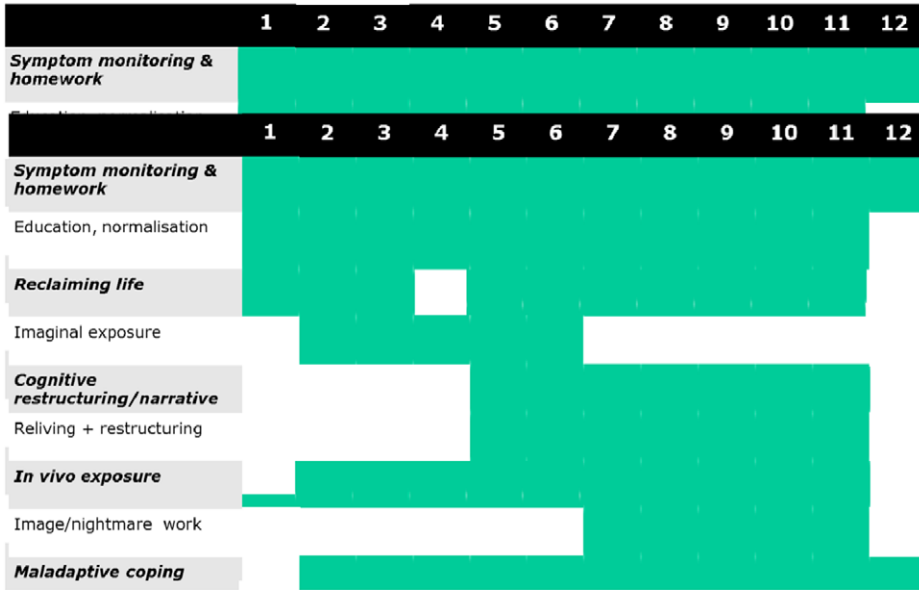 1 2 3 4 5 6 7 8 9 10 11 12
Symptom monitoring &
homework
1 2 3 4 5 6 7 8 9 10 11 12
Symptom monitoring &
homework
Education, normalisation
Reclaiming life
Imaginal exposure
Cognitive
restructuring/narrative
Reliving + restructuring
In vivo exposure
Image/nightmare work
Maladaptive coping